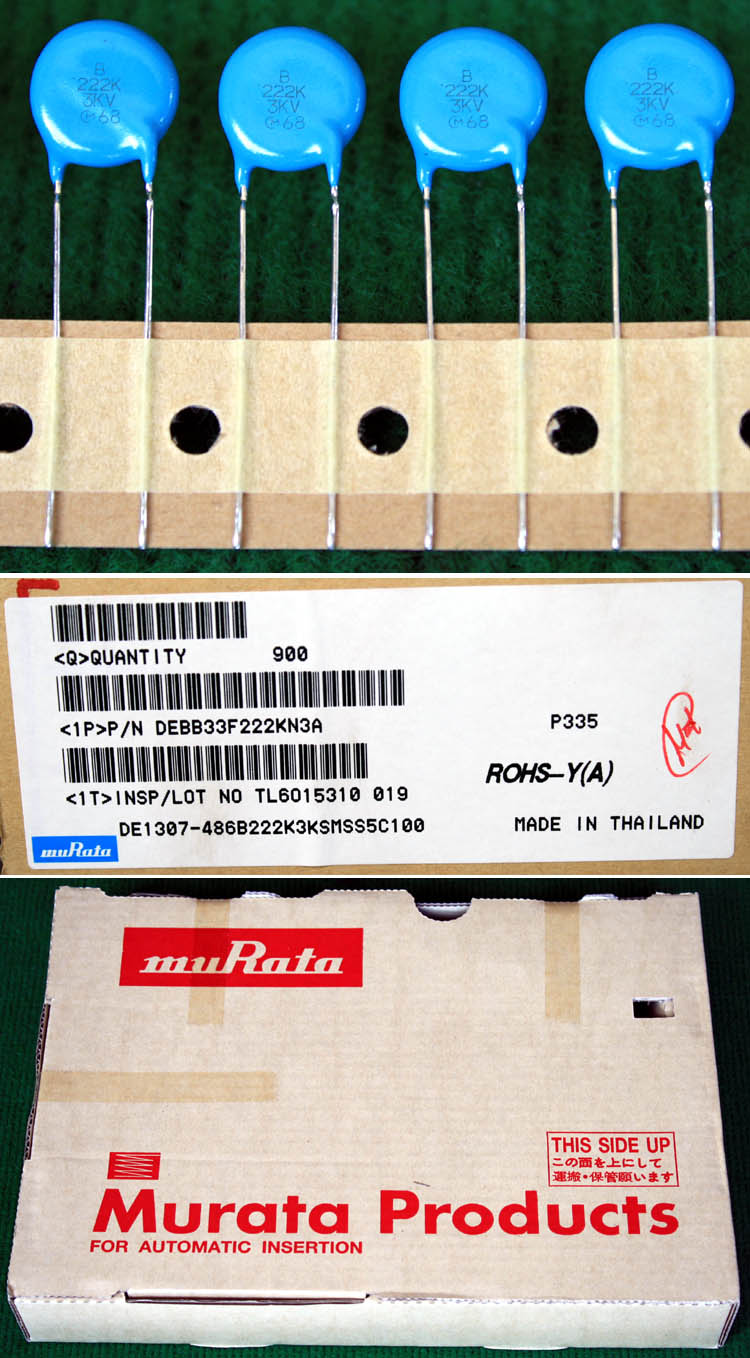 B
222K
3KV
68
B
222K
3KV
68
B
222K
3KV
68
B
222K
3KV
68
<Q>QUANTITY 900
<1P>P/N DEBB33F222KN3A P335
ROHS-Y(A)
<1T>INSP/LOT NO TL6015310 019
DE1307-486B222K3KSMSS5C100 MADE IN THAILAND
muRata
muRata
THIS SIDE UP
この面を上にして
運搬・保管願います
Murata Products
FOR AUTOMATIC INSERTION